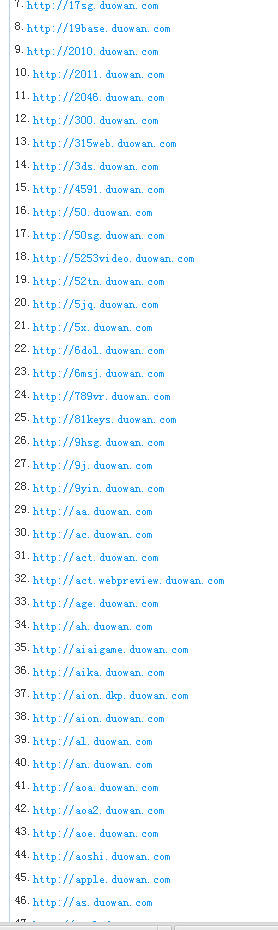 7. http://17sg.duowan.com
8. http://19base.duowan.com
9. http://2010.duowan.com
10. http://2011.duowan.com
11. http://2046.duowan.com
12. http://300.duowan.com
13. http://315web.duowan.com
14. http://3ds.duowan.com
15. http://4591.duowan.com
16. http://50.duowan.com
17. http://50sg.duowan.com
18. http://5253video.duowan.com
19. http://52tn.duowan.com
20. http://5jq.duowan.com
21. http://5x.duowan.com
22. http://6dol.duowan.com
23. http://6msj.duowan.com
24. http://789vr.duowan.com
25. http://81keys.duowan.com
26. http://9hsg.duowan.com
27. http://9j.duowan.com
28. http://9yin.duowan.com
29. http://aa.duowan.com
30. http://ac.duowan.com
31. http://act.duowan.com
32. http://act.webpreview.duowan.com
33. http://age.duowan.com
34. http://ah.duowan.com
35. http://aiaigame.duowan.com
36. http://aika.duowan.com
37. http://aion.dkp.duowan.com
38. http://aion.duowan.com
39. http://al.duowan.com
40. http://an.duowan.com
41. http://aoa.duowan.com
42. http://aoa2.duowan.com
43. http://aoe.duowan.com
44. http://aoshi.duowan.com
45. http://apple.duowan.com
46. http://as.duowan.com